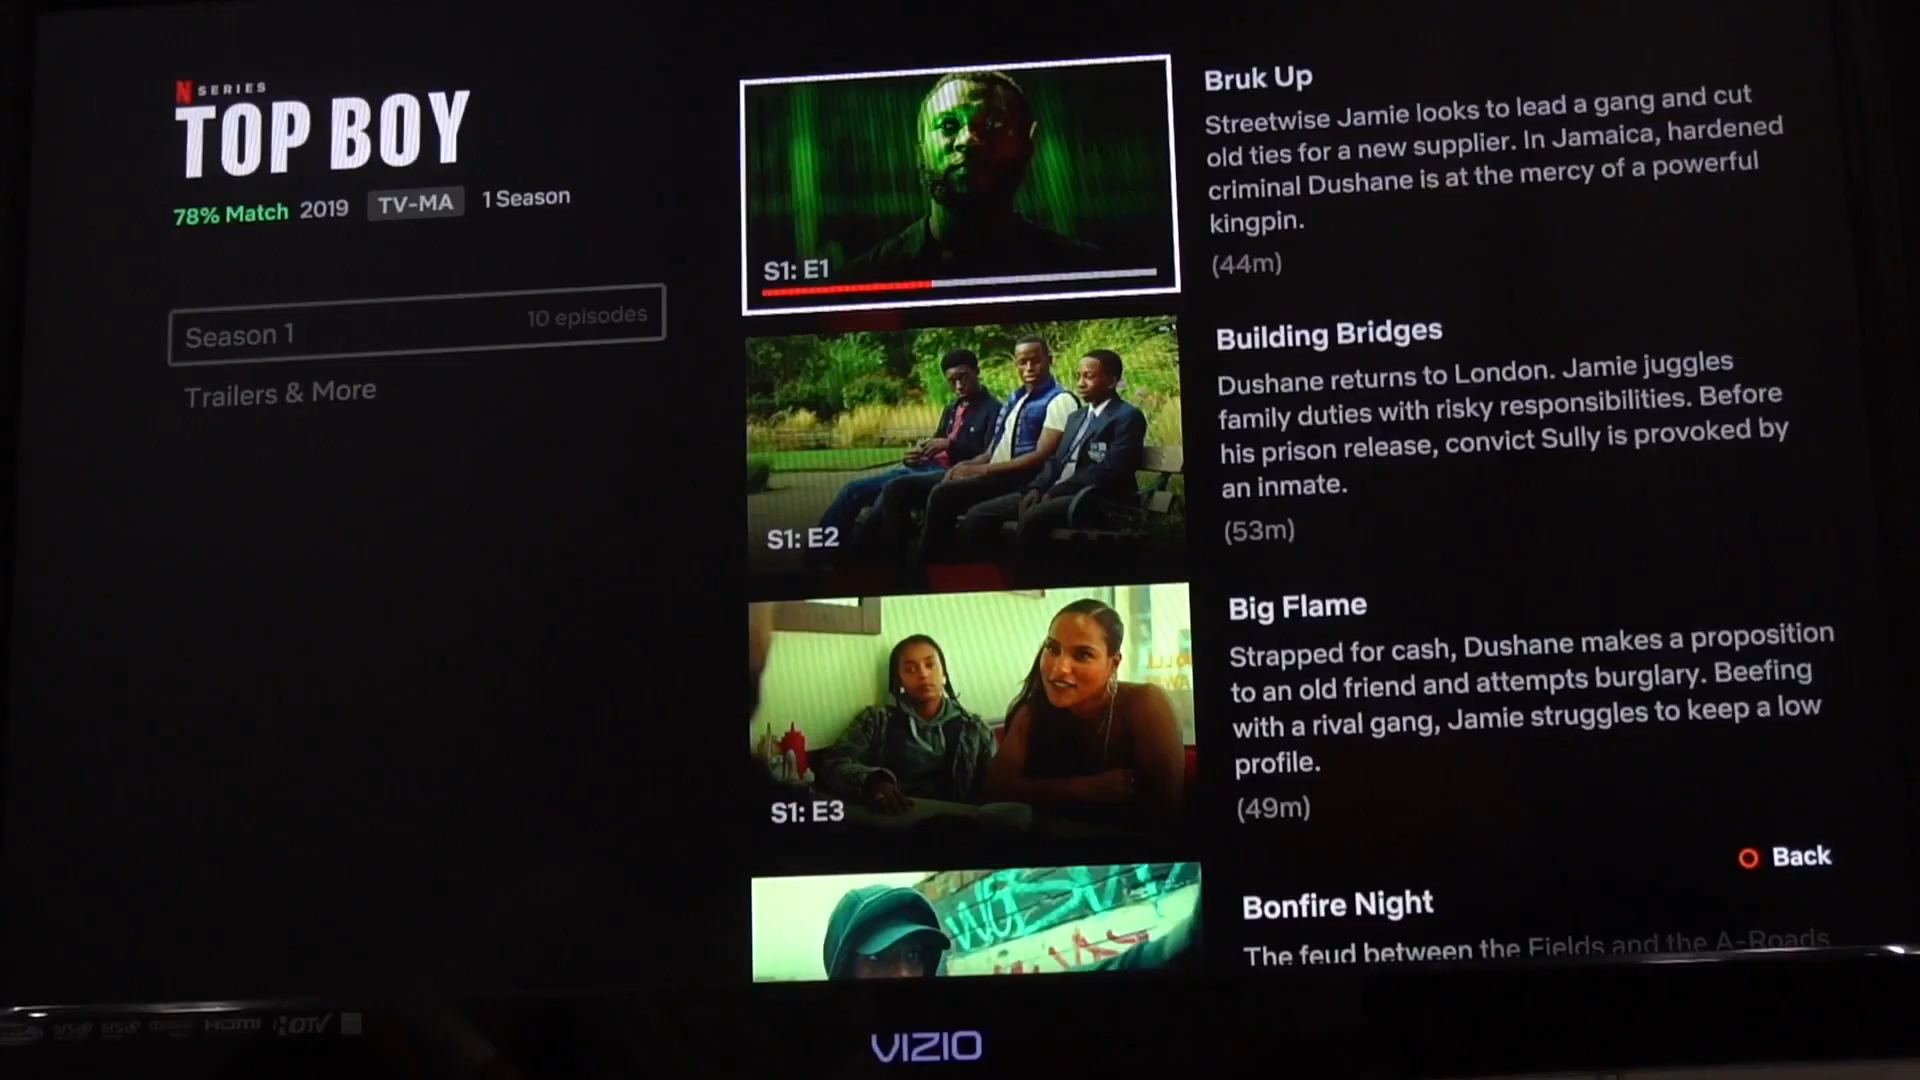 N SERIES
TOP BOY
78% Match 2019 TV-MA 1 Season
Season 1 10 episodes
Trailers & More
S1: E1
Bruk Up
Streetwise Jamie looks to lead a gang and cut
old ties for a new supplier. In Jamaica, hardened
criminal Dushane is at the mercy of a powerful
kingpin.
(44m)
S1: E2
Building Bridges
Dushane returns to London. Jamie juggles
family duties with risky responsibilities. Before
his prison release, convict Sully is provoked by
an inmate.
(53m)
S1: E3
Big Flame
Strapped for cash, Dushane makes a proposition
to an old friend and attempts burglary. Beefing
with a rival gang, Jamie struggles to keep a low
profile.
(49m)
Back
Bonfire Night
The feud between the Fields and the A-Roads
HDMI HDTV
VIZIO